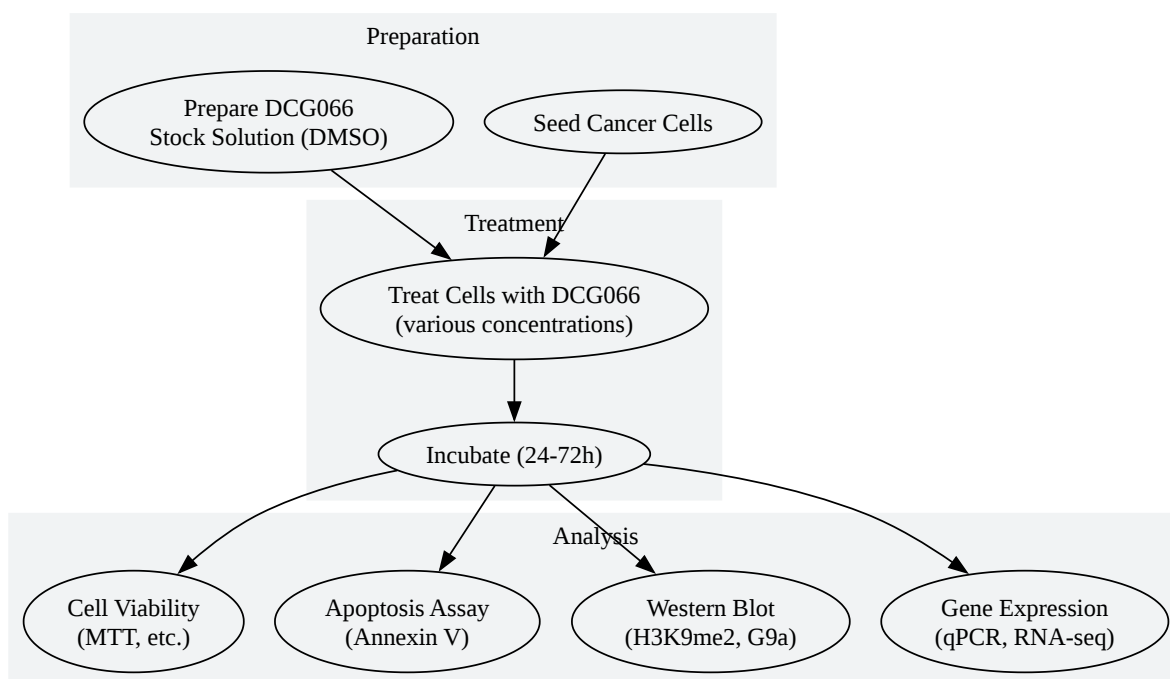 Preparation
Prepare DCG066
Stock Solution (DMSO)
Seed Cancer Cells
Treatment
Treat Cells with DCG066
(various concentrations)
Incubate (24-72h)
Analysis
Cell Viability
(MTT, etc.)
Apoptosis Assay
(Annexin V)
Western Blot
(H3K9me2, G9a)
Gene Expression
(qPCR, RNA-seq)